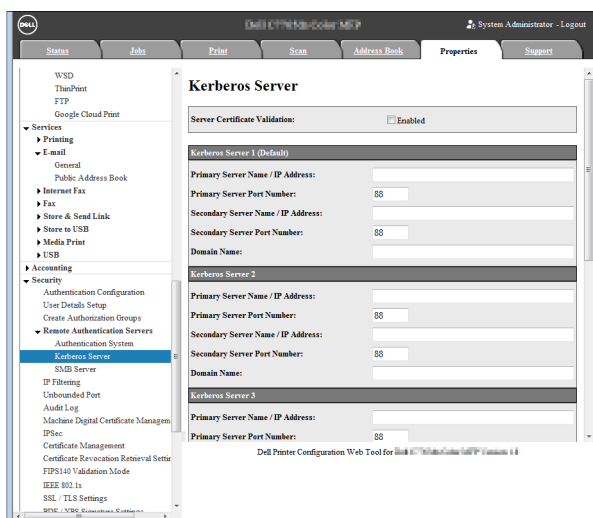 DELL
System Administrator - Logout
Status
Jobs
Print
Scan
Address Book
Properties
Support
WSD
ThinPrint
FTP
Google Cloud Print
Services
Printing
E-mail
General
Public Address Book
Internet Fax
Fax
Store & Send Link
Store to USB
Media Print
USB
Accounting
Security
Authentication Configuration
User Details Setup
Create Authorization Groups
Remote Authentication Servers
Authentication System
Kerberos Server
SMB Server
IP Filtering
Unbounded Port
Audit Log
Machine Digital Certificate Managem
IPSec
Certificate Management
Certificate Revocation Retrieval Settin
FIPS140 Validation Mode
IEEE 802.1x
SSL / TLS Settings
PDF / XPS Signature Settings
Kerberos Server
Server Certificate Validation: Enabled
Kerberos Server 1 (Default)
Primary Server Name / IP Address:
Primary Server Port Number: 88
Secondary Server Name / IP Address:
Secondary Server Port Number: 88
Domain Name:
Kerberos Server 2
Primary Server Name / IP Address:
Primary Server Port Number: 88
Secondary Server Name / IP Address:
Secondary Server Port Number: 88
Domain Name:
Kerberos Server 3
Primary Server Name / IP Address:
Primary Server Port Number: 88
Dell Printer Configuration Web Tool for